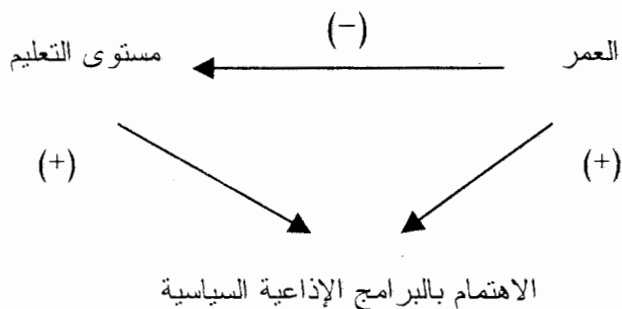 (−)
العمر
مستوى التعليم
(+)
(+)
الاهتمام بالبرامج الإذاعية السياسية